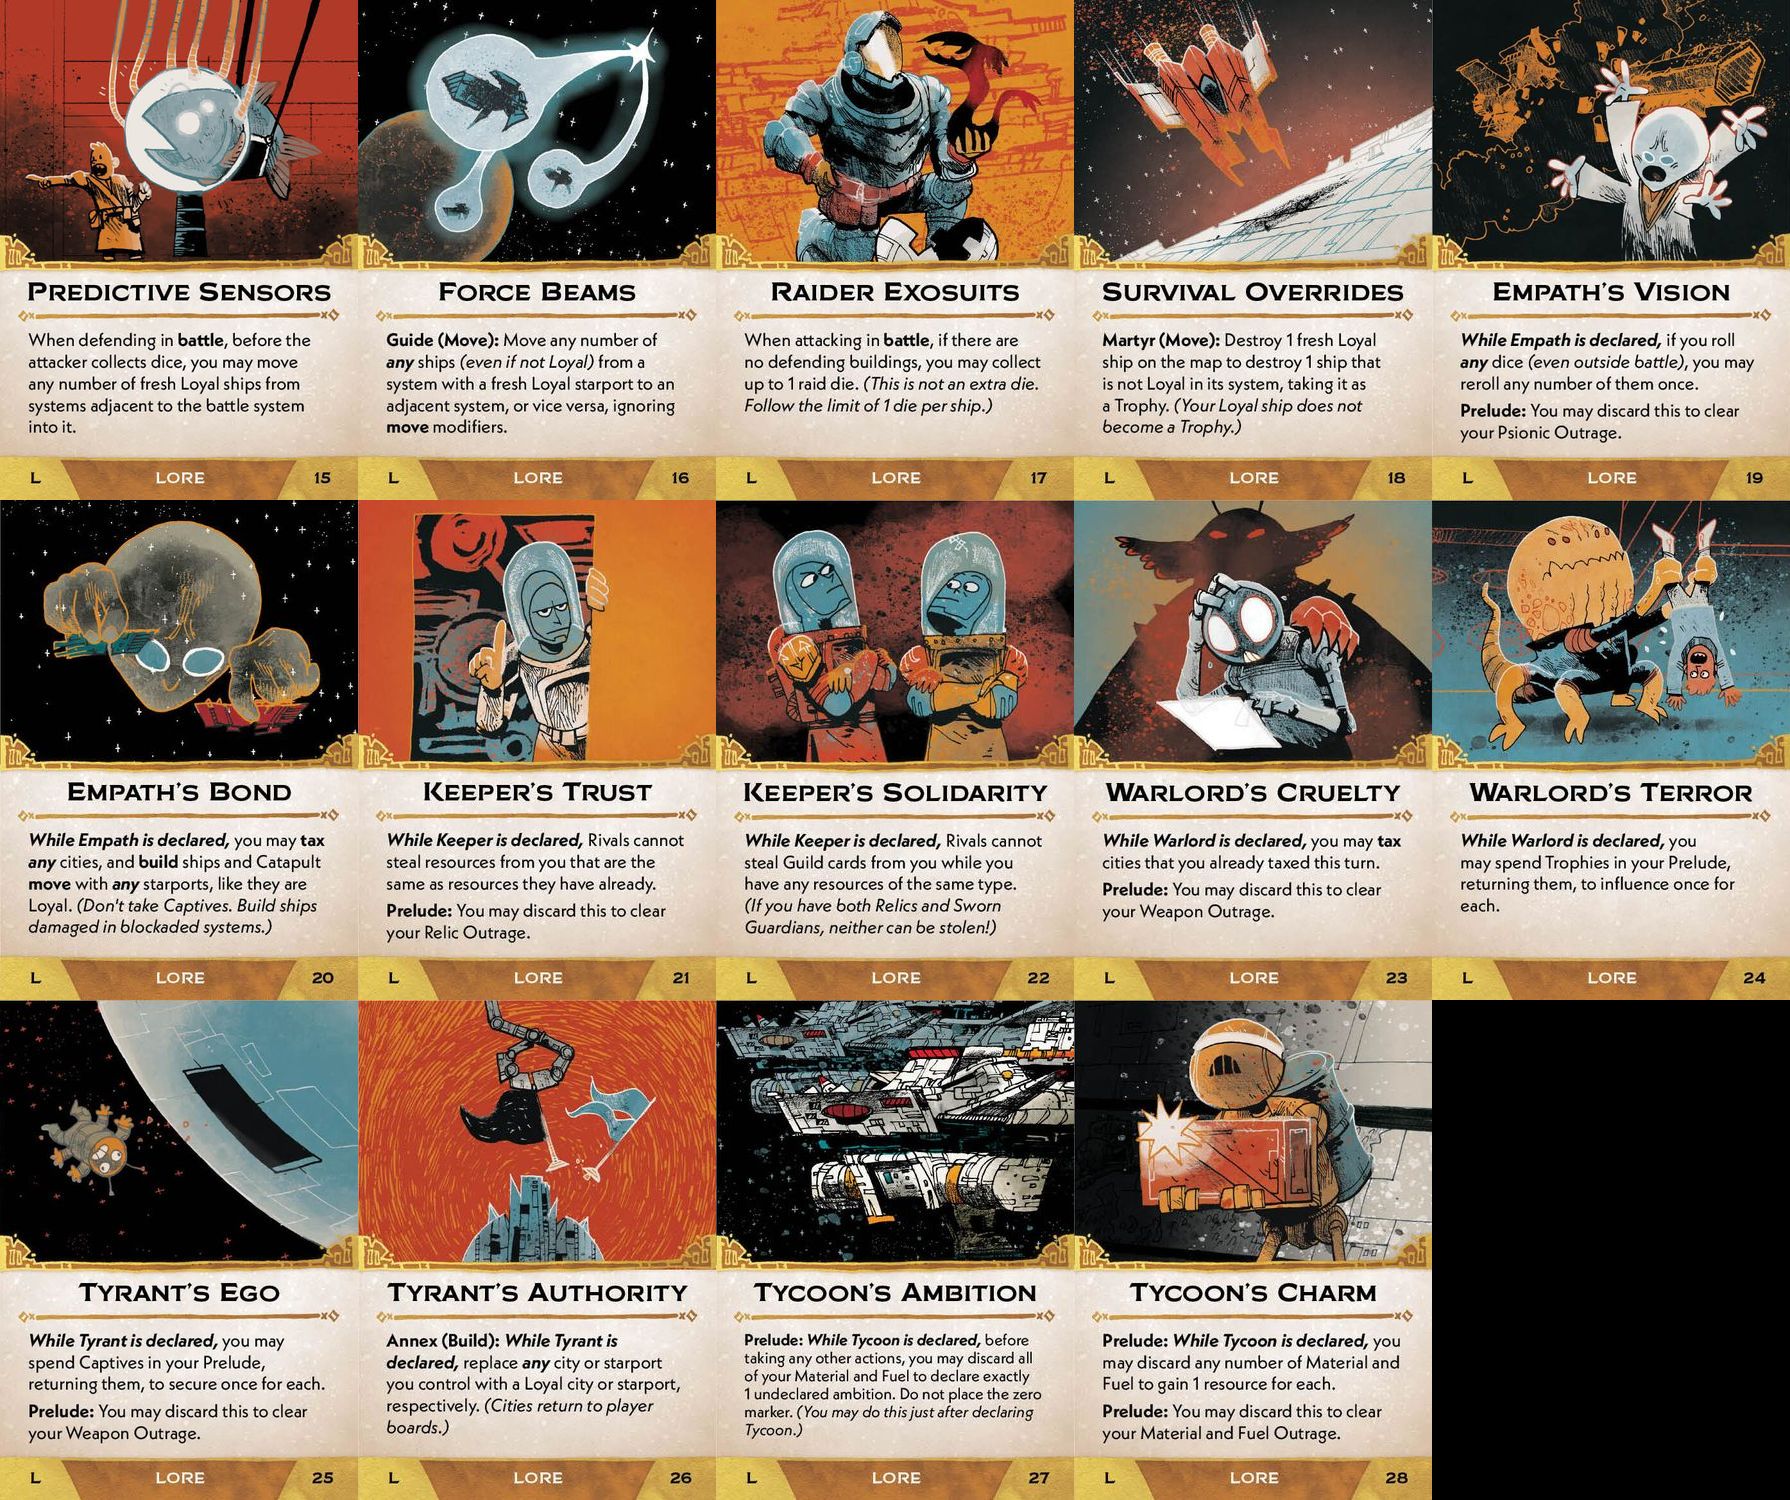 PREDICTIVE SENSORS
When defending in battle, before the
attacker collects dice, you may move
any number of fresh Loyal ships from
systems adjacent to the battle system
into it.
L LORE 15
FORCE BEAMS
Guide (Move): Move any number of
any ships (even if not Loyal) from a
system with a fresh Loyal starport to an
adjacent system, or vice versa, ignoring
move modifiers.
L LORE 16
RAIDER EXOSUITS
When attacking in battle, if there are
no defending buildings, you may collect
up to 1 raid die. (This is not an extra die.
Follow the limit of 1 die per ship.)
L LORE 17
SURVIVAL OVERRIDES
Martyr (Move): Destroy 1 fresh Loyal
ship on the map to destroy 1 ship that
is not Loyal in its system, taking it as
a Trophy. (Your Loyal ship does not
become a Trophy.)
L LORE 18
EMPATH'S VISION
While Empath is declared, if you roll
any dice (even outside battle), you may
reroll any number of them once.
Prelude: You may discard this to clear
your Psionic Outrage.
L LORE 19
EMPATH'S BOND
While Empath is declared, you may tax
any cities, and build ships and Catapult
move with any starports, like they are
Loyal. (Don't take Captives. Build ships
damaged in blockaded systems.)
L LORE 20
KEEPER'S TRUST
While Keeper is declared, Rivals cannot
steal resources from you that are the
same as resources they have already.
Prelude: You may discard this to clear
your Relic Outrage.
L LORE 21
KEEPER'S SOLIDARITY
While Keeper is declared, Rivals cannot
steal Guild cards from you while you
have any resources of the same type.
(If you have both Relics and Sworn
Guardians, neither can be stolen!)
L LORE 22
WARLORD'S CRUELTY
While Warlord is declared, you may tax
cities that you already taxed this turn.
Prelude: You may discard this to clear
your Weapon Outrage.
L LORE 23
WARLORD'S TERROR
While Warlord is declared, you
may spend Trophies in your Prelude,
returning them, to influence once for
each.
L LORE 24
TYRANT'S EGO
While Tyrant is declared, you may
spend Captives in your Prelude,
returning them, to secure once for each.
Prelude: You may discard this to clear
your Weapon Outrage.
L LORE 25
TYRANT'S AUTHORITY
Annex (Build): While Tyrant is
declared, replace any city or starport
you control with a Loyal city or starport,
respectively. (Cities return to player
boards.)
L LORE 26
TYCOON'S AMBITION
Prelude: While Tycoon is declared, before
taking any other actions, you may discard all
of your Material and Fuel to declare exactly
1 undeclared ambition. Do not place the zero
marker. (You may do this just after declaring
Tycoon.)
L LORE 27
TYCOON'S CHARM
Prelude: While Tycoon is declared, you
may discard any number of Material and
Fuel to gain 1 resource for each.
Prelude: You may discard this to clear
your Material and Fuel Outrage.
L LORE 28